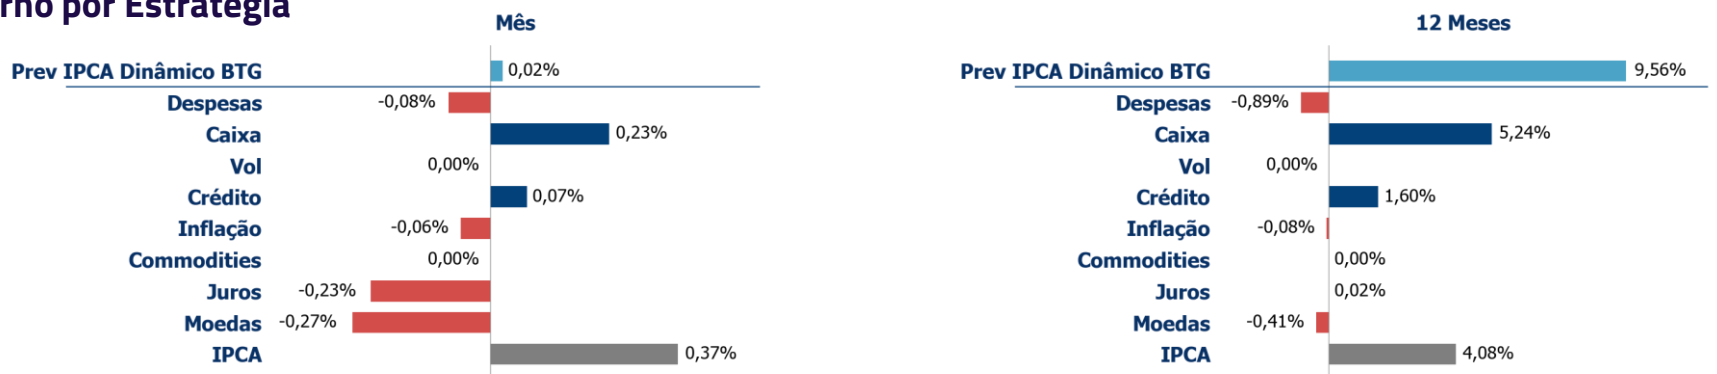 por Estratégia
Mês
Prev IPCA Dinâmico BTG 0,02%
Despesas -0,08%
Caixa 0,23%
Vol 0,00%
Crédito 0,07%
Inflação -0,06%
Commodities 0,00%
Juros -0,23%
Moedas -0,27%
IPCA 0,37%
12 Meses
Prev IPCA Dinâmico BTG 9,56%
Despesas -0,89%
Caixa 5,24%
Vol 0,00%
Crédito 1,60%
Inflação -0,08%
Commodities 0,00%
Juros 0,02%
Moedas -0,41%
IPCA 4,08%